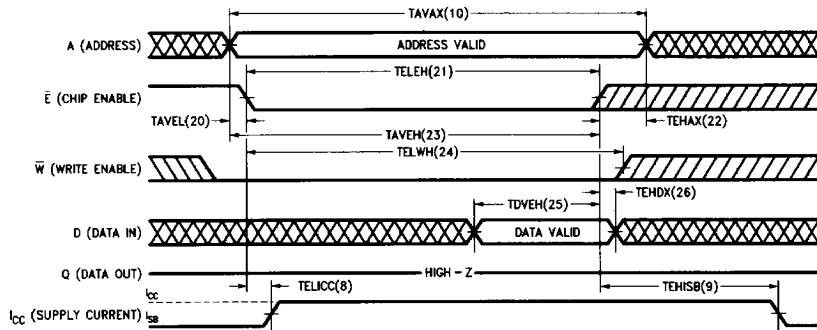 TAVAX(10)
A (ADDRESS)
ADDRESS VALID
TELEH(21)
E (CHIP ENABLE)
TAVEL(20)
TEHAX(22)
TAVEH(23)
TELWH(24)
W (WRITE ENABLE)
TEHDX(26)
TDVEH(25)
D (DATA IN)
DATA VALID
Q (DATA OUT)
HIGH - Z
ICC
TELICC(8)
TEHISB(9)
ICC (SUPPLY CURRENT) ISB